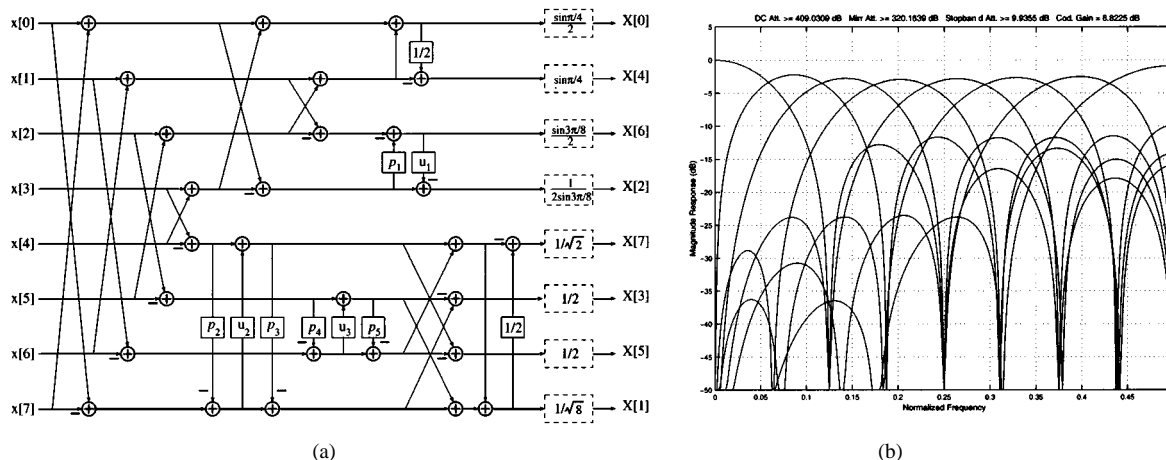 x[0]
sinπ/4
2
X[0]
1/2
x[1]
sinπ/4
X[4]
x[2]
sin3π/8
2
X[6]
p₁
u₁
x[3]
1
2sin3π/8
X[2]
x[4]
1/√2
X[7]
x[5]
1/2
X[3]
p₂
u₂
p₃
p₄
u₃
p₅
1/2
x[6]
1/2
X[5]
x[7]
1/√8
X[1]
(a)
DC Att. >= 409.0309 dB Mirr Att. >= 320.1639 dB Stopband Att. >= 9.9355 dB Cod. Gain = 8.8225 dB
Magnitude Response (dB)
5
0
-5
-10
-15
-20
-25
-30
-35
-40
-45
-50
0
0.05
0.1
0.15
0.2
0.25
0.3
0.35
0.4
0.45
Normalized Frequency
(b)